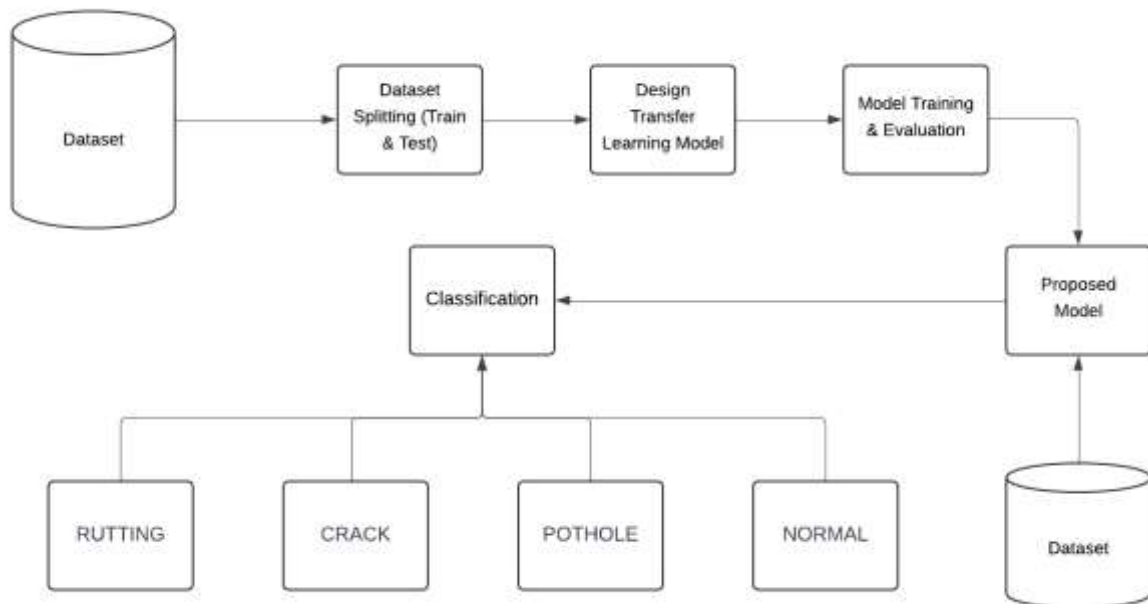 Dataset
Dataset
Splitting (Train
& Test)
Design
Transfer
Learning Model
Model Training
& Evaluation
Classification
Proposed
Model
RUTTING
CRACK
POTHOLE
NORMAL
Dataset